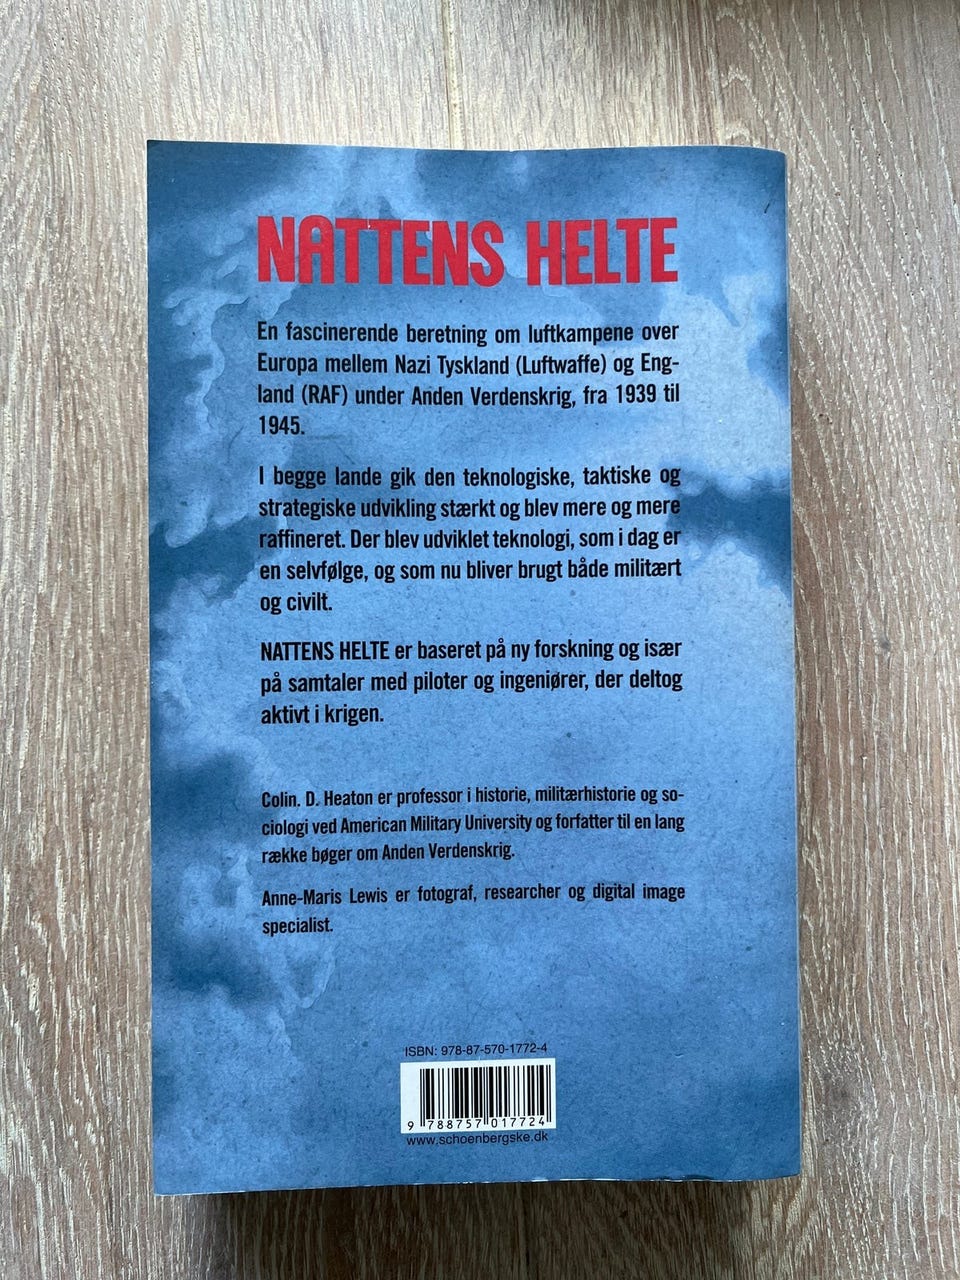 NATTENS HELTE
En fascinerende beretning om luftkampene over
Europa mellem Nazi Tyskland (Luftwaffe) og Eng-
land (RAF) under Anden Verdenskrig, fra 1939 til
1945.
I begge lande gik den teknologiske, taktiske og
strategiske udvikling stærkt og blev mere og mere
raffineret. Der blev udviklet teknologi, som i dag er
en selvfølge, og som nu bliver brugt både militært
og civilt.
NATTENS HELTE er baseret på ny forskning og især
på samtaler med piloter og ingeniører, der deltog
aktivt i krigen.
Colin. D. Heaton er professor i historie, militærhistorie og so-
ciologi ved American Military University og forfatter til en lang
række bøger om Anden Verdenskrig.
Anne-Maris Lewis er fotograf, researcher og digital image
specialist.
ISBN: 978-87-570-1772-4
9 788757 017724
www.schoenbergske.dk